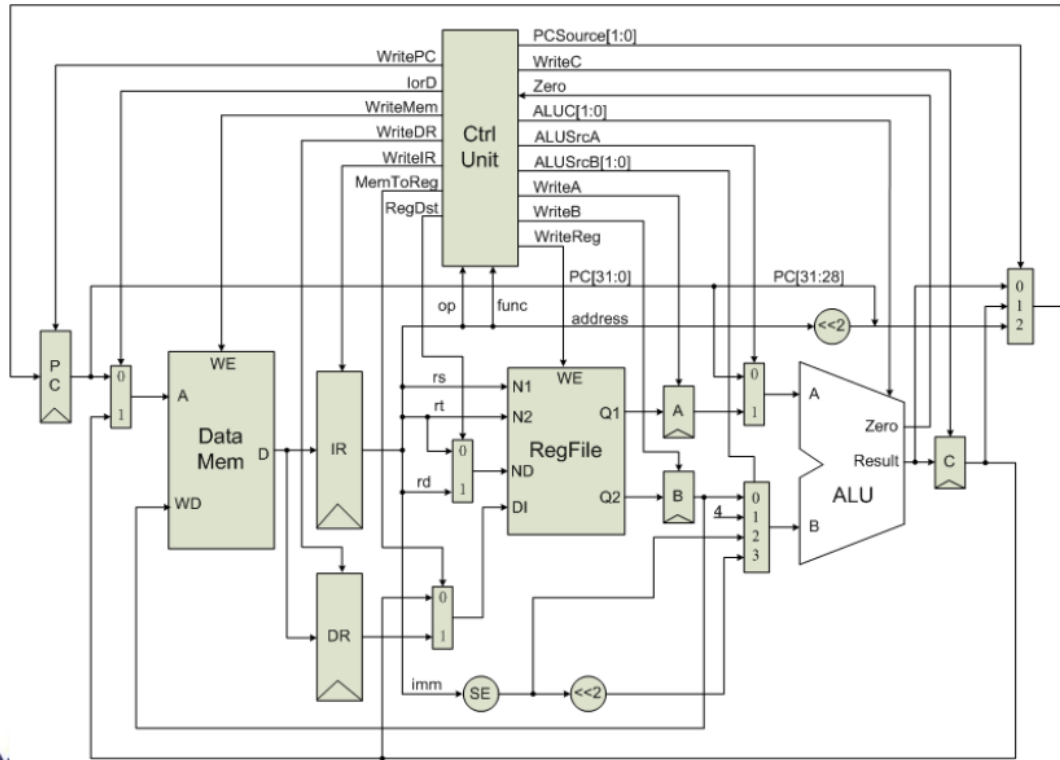 PCSource[1:0]
WritePC
WriteC
IorD
Zero
WriteMem
ALUC[1:0]
WriteDR
Ctrl
Unit
ALUSrcA
WriteIR
ALUSrcB[1:0]
MemToReg
WriteA
RegDst
WriteB
WriteReg
PC[31:0]
PC[31:28]
op
func
address
<<2
0
1
2
P
C
0
1
A
WE
Data
Mem
D
WD
IR
rs
rt
rd
0
1
WE
N1
N2
RegFile
ND
DI
Q1
Q2
A
B
0
1
4
0
1
2
3
A
B
Zero
Result
ALU
C
DR
0
1
imm
SE
<<2